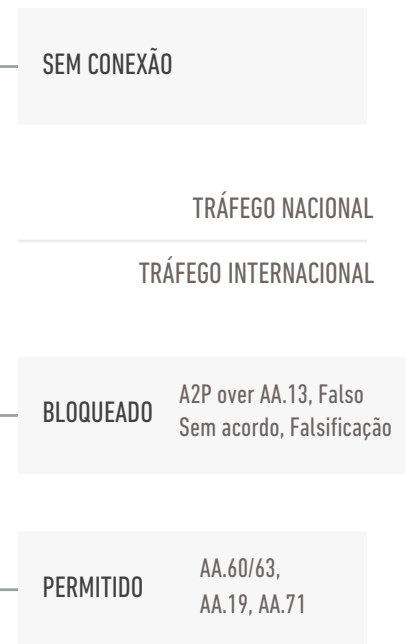 SEM CONEXÃO
TRÁFEGO NACIONAL
TRÁFEGO INTERNACIONAL
BLOQUEADO
A2P over AA.13, Falso
Sem acordo, Falsificação
PERMITIDO
AA.60/63,
AA.19, AA.71